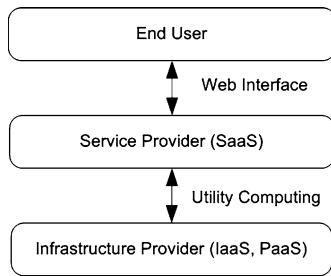 End User
Web Interface
Service Provider (SaaS)
Utility Computing
Infrastructure Provider (IaaS, PaaS)